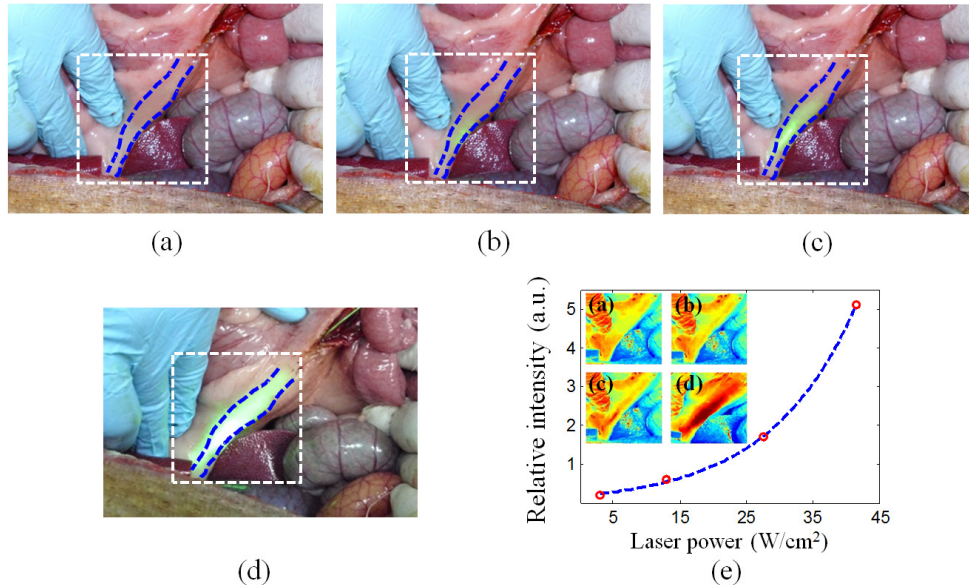 (a)
(b)
(c)
(d)
Relative intensity (a.u.)
5
4
3
2
1
(a)
(b)
(c)
(d)
5
15
25
35
45
Laser power (W/cm²)
(e)